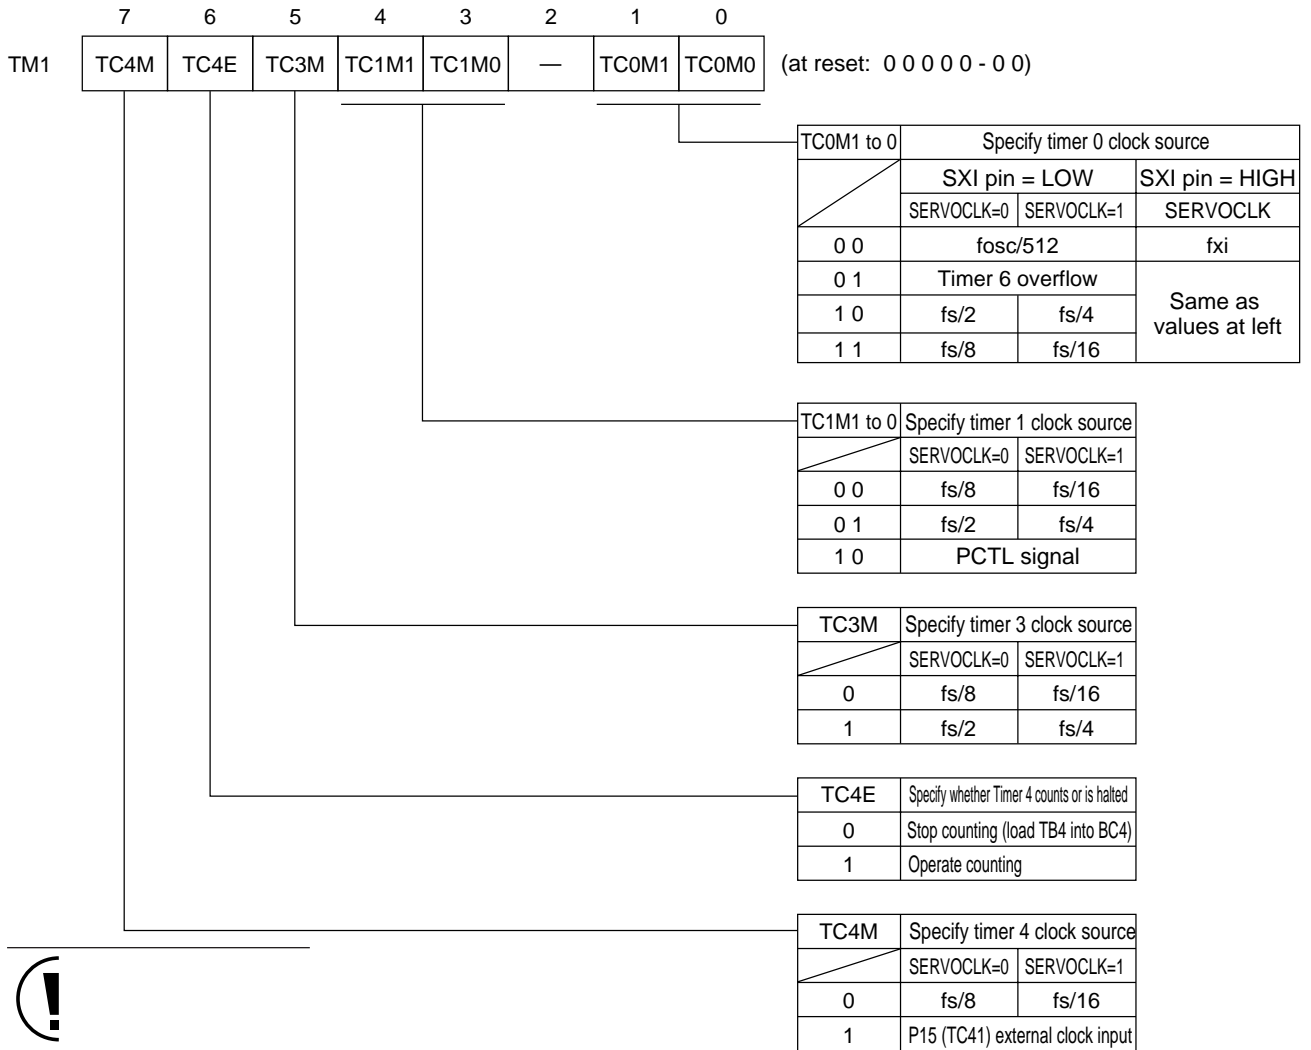 7 6 5 4 3 2 1 0
TM1 TC4M TC4E TC3M TC1M1 TC1M0 — TC0M1 TC0M0 (at reset: 0 0 0 0 0 - 0 0)
TC0M1 to 0 Specify timer 0 clock source
SXI pin = LOW SXI pin = HIGH
SERVOCLK=0 SERVOCLK=1 SERVOCLK
0 0 fosc/512 fxi
0 1 Timer 6 overflow
Same as
values at left
1 0 fs/2 fs/4
1 1 fs/8 fs/16
TC1M1 to 0 Specify timer 1 clock source
SERVOCLK=0 SERVOCLK=1
0 0 fs/8 fs/16
0 1 fs/2 fs/4
1 0 PCTL signal
TC3M Specify timer 3 clock source
SERVOCLK=0 SERVOCLK=1
0 fs/8 fs/16
1 fs/2 fs/4
TC4E Specify whether Timer 4 counts or is halted
0 Stop counting (load TB4 into BC4)
1 Operate counting
TC4M Specify timer 4 clock source
SERVOCLK=0 SERVOCLK=1
0 fs/8 fs/16
1 P15 (TC41) external clock input
!